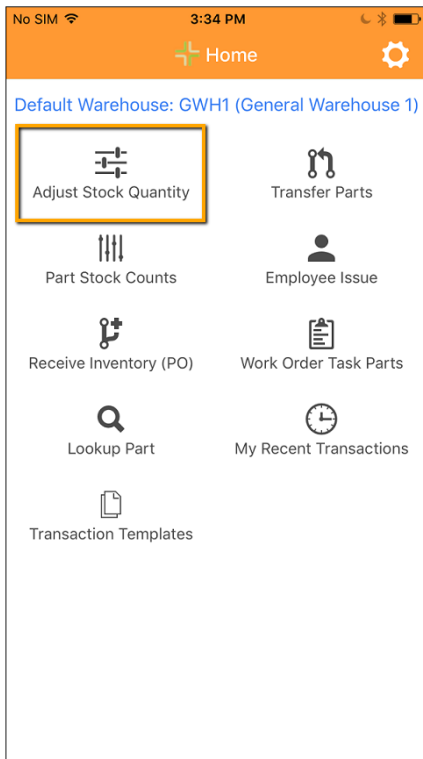 No SIM 3:34 PM
Home
Default Warehouse: GWH1 (General Warehouse 1)
Adjust Stock Quantity Transfer Parts
Part Stock Counts Employee Issue
Receive Inventory (PO) Work Order Task Parts
Lookup Part My Recent Transactions
Transaction Templates